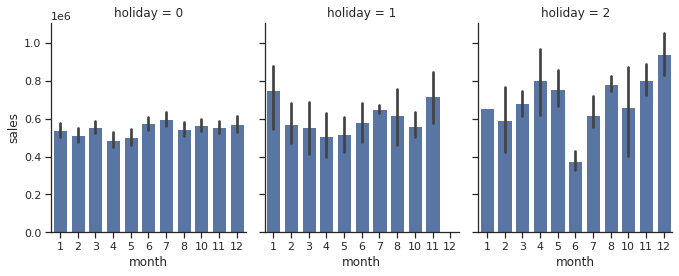 1e6
holiday = 0
holiday = 1
holiday = 2
1.0
0.8
0.6
0.4
0.2
0.0
sales
1 2 3 4 5 6 7 8 10 11 12
1 2 3 4 5 6 7 8 10 11 12
1 2 3 4 5 6 7 8 10 11 12
month
month
month